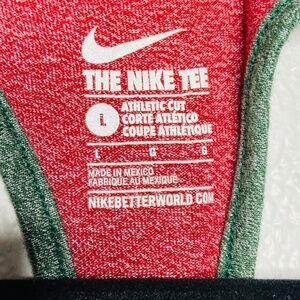 THE NIKE TEE
L
ATHLETIC CUT
CORTE ATLÉTICO
COUPE ATHLÉTIQUE
L G G
MADE IN MEXICO
FABRIQUÉ AU MEXIQUE
NIKEBETTERWORLD.COM